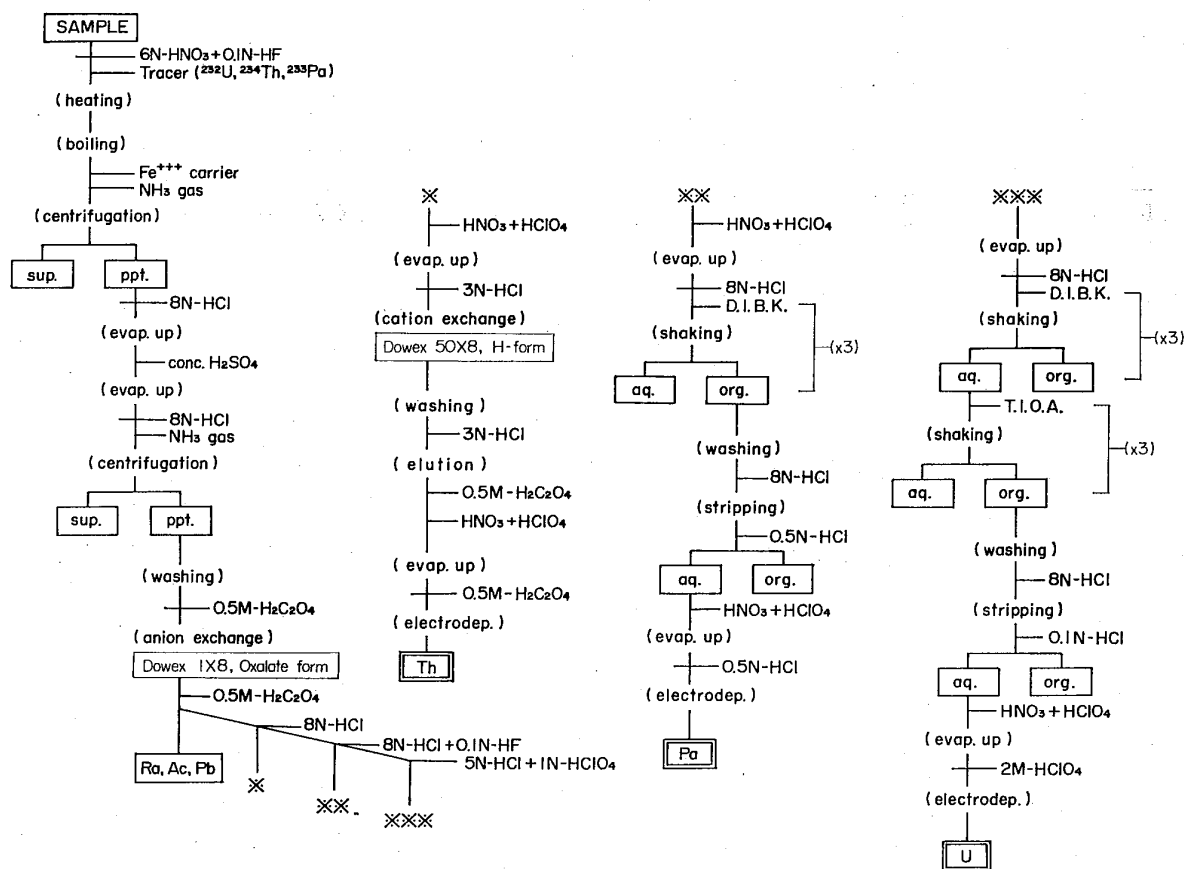 SAMPLE
6N-HNO₃+0.1N-HF
Tracer (²³²U, ²³⁴Th, ²³³Pa)
(heating)
(boiling)
Fe⁺⁺⁺ carrier
NH₃ gas
(centrifugation)
sup.
ppt.
8N-HCl
(evap. up)
conc. H₂SO₄
(evap. up)
8N-HCl
NH₃ gas
(centrifugation)
sup.
ppt.
(washing)
0.5M-H₂C₂O₄
(anion exchange)
Dowex 1X8, Oxalate form
0.5M-H₂C₂O₄
8N-HCl
8N-HCl+0.1N-HF
5N-HCl+1N-HClO₄
Ra, Ac, Pb
※
※※
※※※
※
HNO₃+HClO₄
(evap. up)
3N-HCl
(cation exchange)
Dowex 50X8, H-form
(washing)
3N-HCl
(elution)
0.5M-H₂C₂O₄
HNO₃+HClO₄
(evap. up)
0.5M-H₂C₂O₄
(electrodep.)
Th
※※
HNO₃+HClO₄
(evap. up)
8N-HCl
D.I.B.K.
(shaking)
(x3)
aq.
org.
(washing)
8N-HCl
(stripping)
0.5N-HCl
aq.
org.
HNO₃+HClO₄
(evap. up)
0.5N-HCl
(electrodep.)
Pa
※※※
(evap. up)
8N-HCl
D.I.B.K.
(shaking)
(x3)
aq.
org.
T.I.O.A.
(shaking)
(x3)
aq.
org.
(washing)
8N-HCl
(stripping)
0.1N-HCl
aq.
org.
HNO₃+HClO₄
(evap. up)
2M-HClO₄
(electrodep.)
U